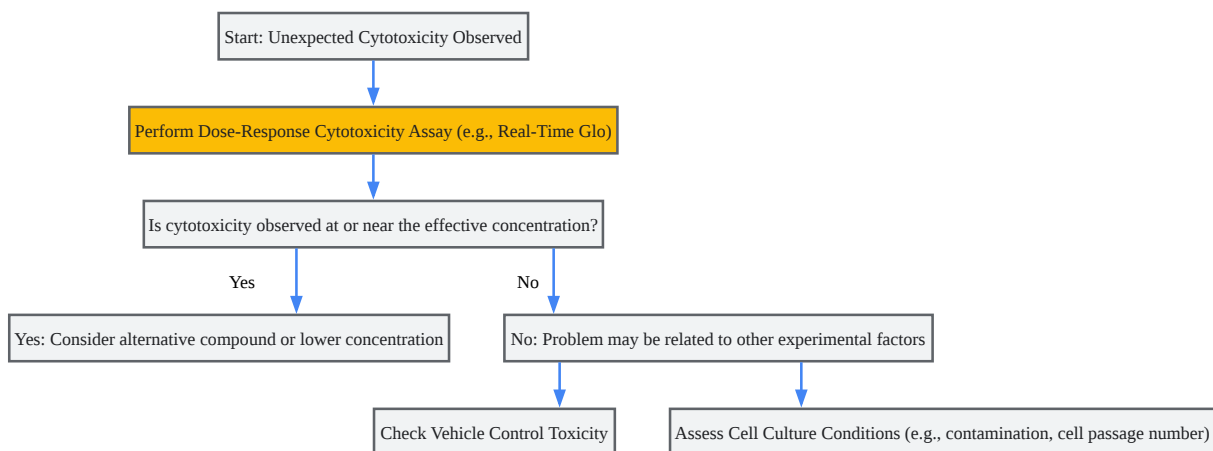 Start: Unexpected Cytotoxicity Observed
Perform Dose-Response Cytotoxicity Assay (e.g., Real-Time Glo)
Is cytotoxicity observed at or near the effective concentration?
Yes
No
Yes: Consider alternative compound or lower concentration
No: Problem may be related to other experimental factors
Check Vehicle Control Toxicity
Assess Cell Culture Conditions (e.g., contamination, cell passage number)